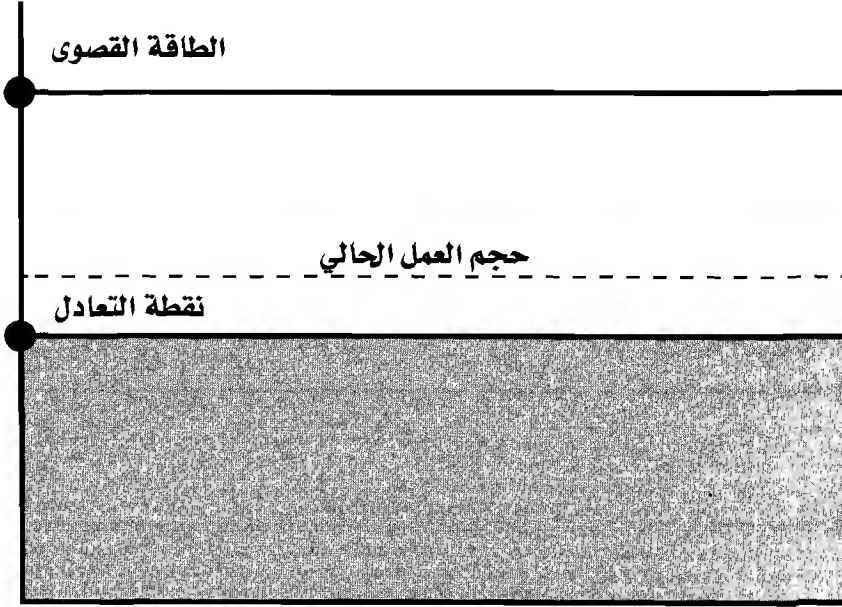 الطاقة القصوى
حجم العمل الحالي
نقطة التعادل